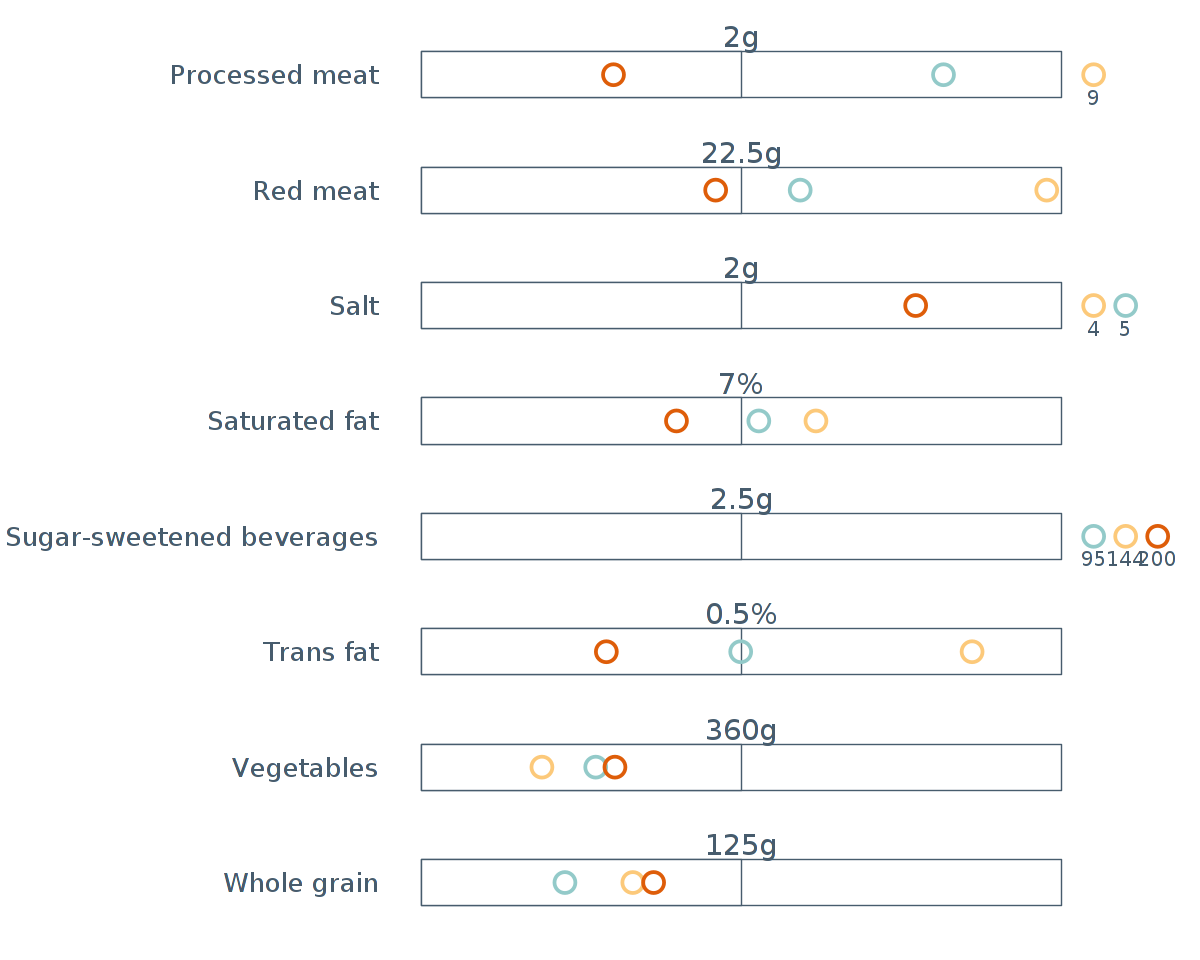 2g
Processed meat
9
22.5g
Red meat
2g
Salt
4 5
7%
Saturated fat
2.5g
Sugar-sweetened beverages
95 144 200
0.5%
Trans fat
360g
Vegetables
125g
Whole grain